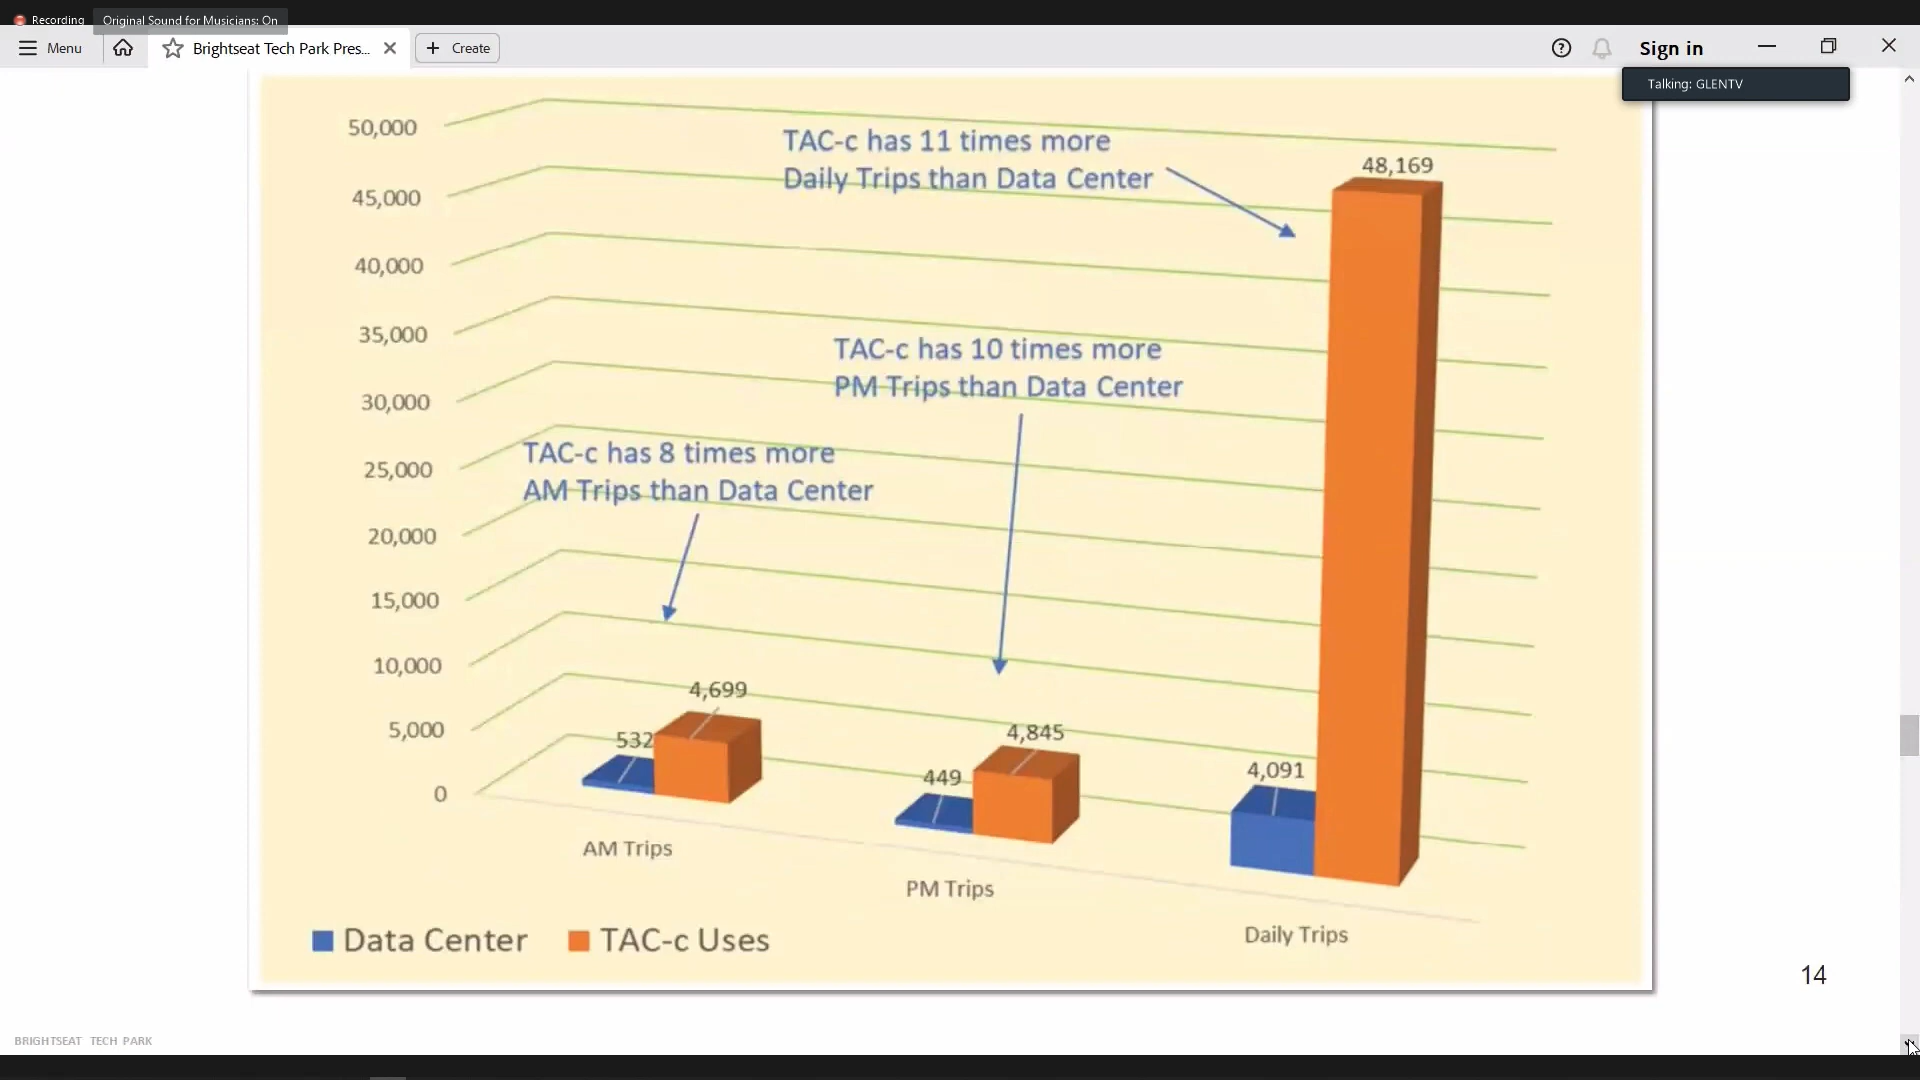 Recording
Original Sound for Musicians: On
Menu
Brightseat Tech Park Pres...
+ Create
Sign in
Talking: GLENTV
50,000
45,000
40,000
35,000
30,000
25,000
20,000
15,000
10,000
5,000
0
TAC-c has 11 times more
Daily Trips than Data Center
48,169
TAC-c has 10 times more
PM Trips than Data Center
TAC-c has 8 times more
AM Trips than Data Center
532
4,699
449
4,845
4,091
AM Trips
PM Trips
Daily Trips
Data Center
TAC-c Uses
14
BRIGHTSEAT TECH PARK